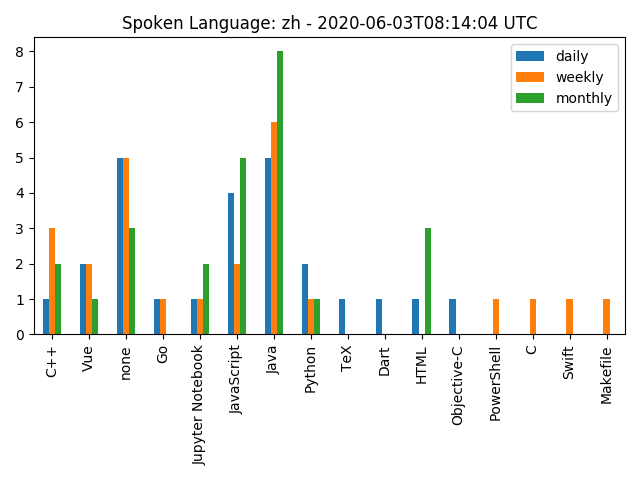 Spoken Language: zh - 2020-06-03T08:14:04 UTC
daily
weekly
monthly
8
7
6
5
4
3
2
1
0
C++
Vue
none
Go
Jupyter Notebook
JavaScript
Java
Python
TeX
Dart
HTML
Objective-C
PowerShell
C
Swift
Makefile